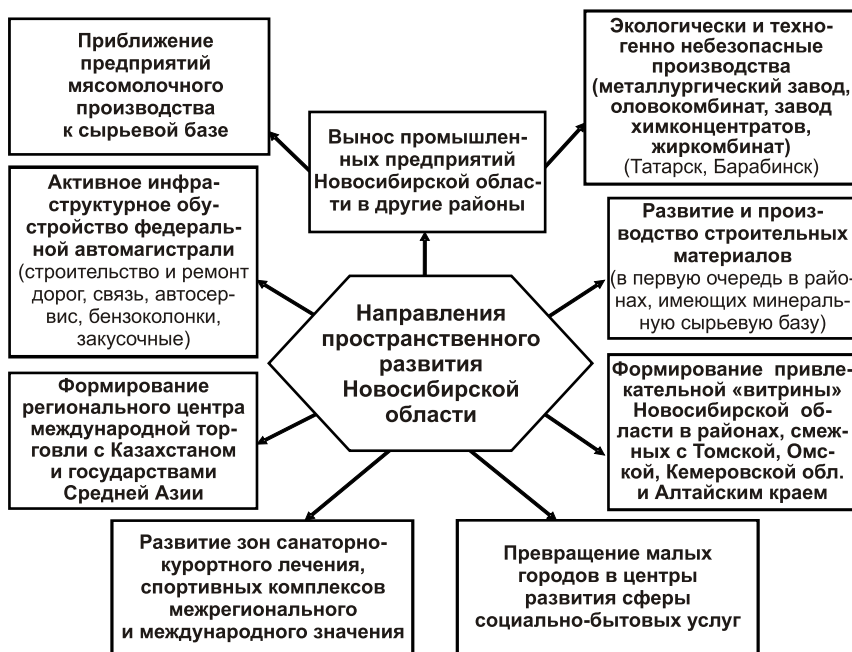 Приближение
предприятий
мясомолочного
производства
к сырьевой базе
Вынос промышлен-
ных предприятий
Новосибирской облас-
ти в другие районы
Экологически и техно-
генно небезопасные
производства
(металлургический завод,
оловокомбинат, завод
химконцентратов,
жиркомбинат)
(Татарск, Барабинск)
Активное инфра-
структурное обу-
стройство федераль-
ной автомагистрали
(строительство и ремонт
дорог, связь, автосер-
вис, бензоколонки,
закусочные)
Направления
пространственного
развития
Новосибирской
области
Развитие и произ-
водство строительных
материалов
(в первую очередь в райо-
нах, имеющих минераль-
ную сырьевую базу)
Формирование
регионального центра
международной тор-
говли с Казахстаном
и государствами
Средней Азии
Формирование привле-
кательной «витрины»
Новосибирской об-
ласти в районах, смеж-
ных с Томской, Омс-
кой, Кемеровской обл.
и Алтайским краем
Развитие зон санаторно-
курортного лечения,
спортивных комплексов
межрегионального
и международного значения
Превращение малых
городов в центры
развития сферы
социально-бытовых услуг